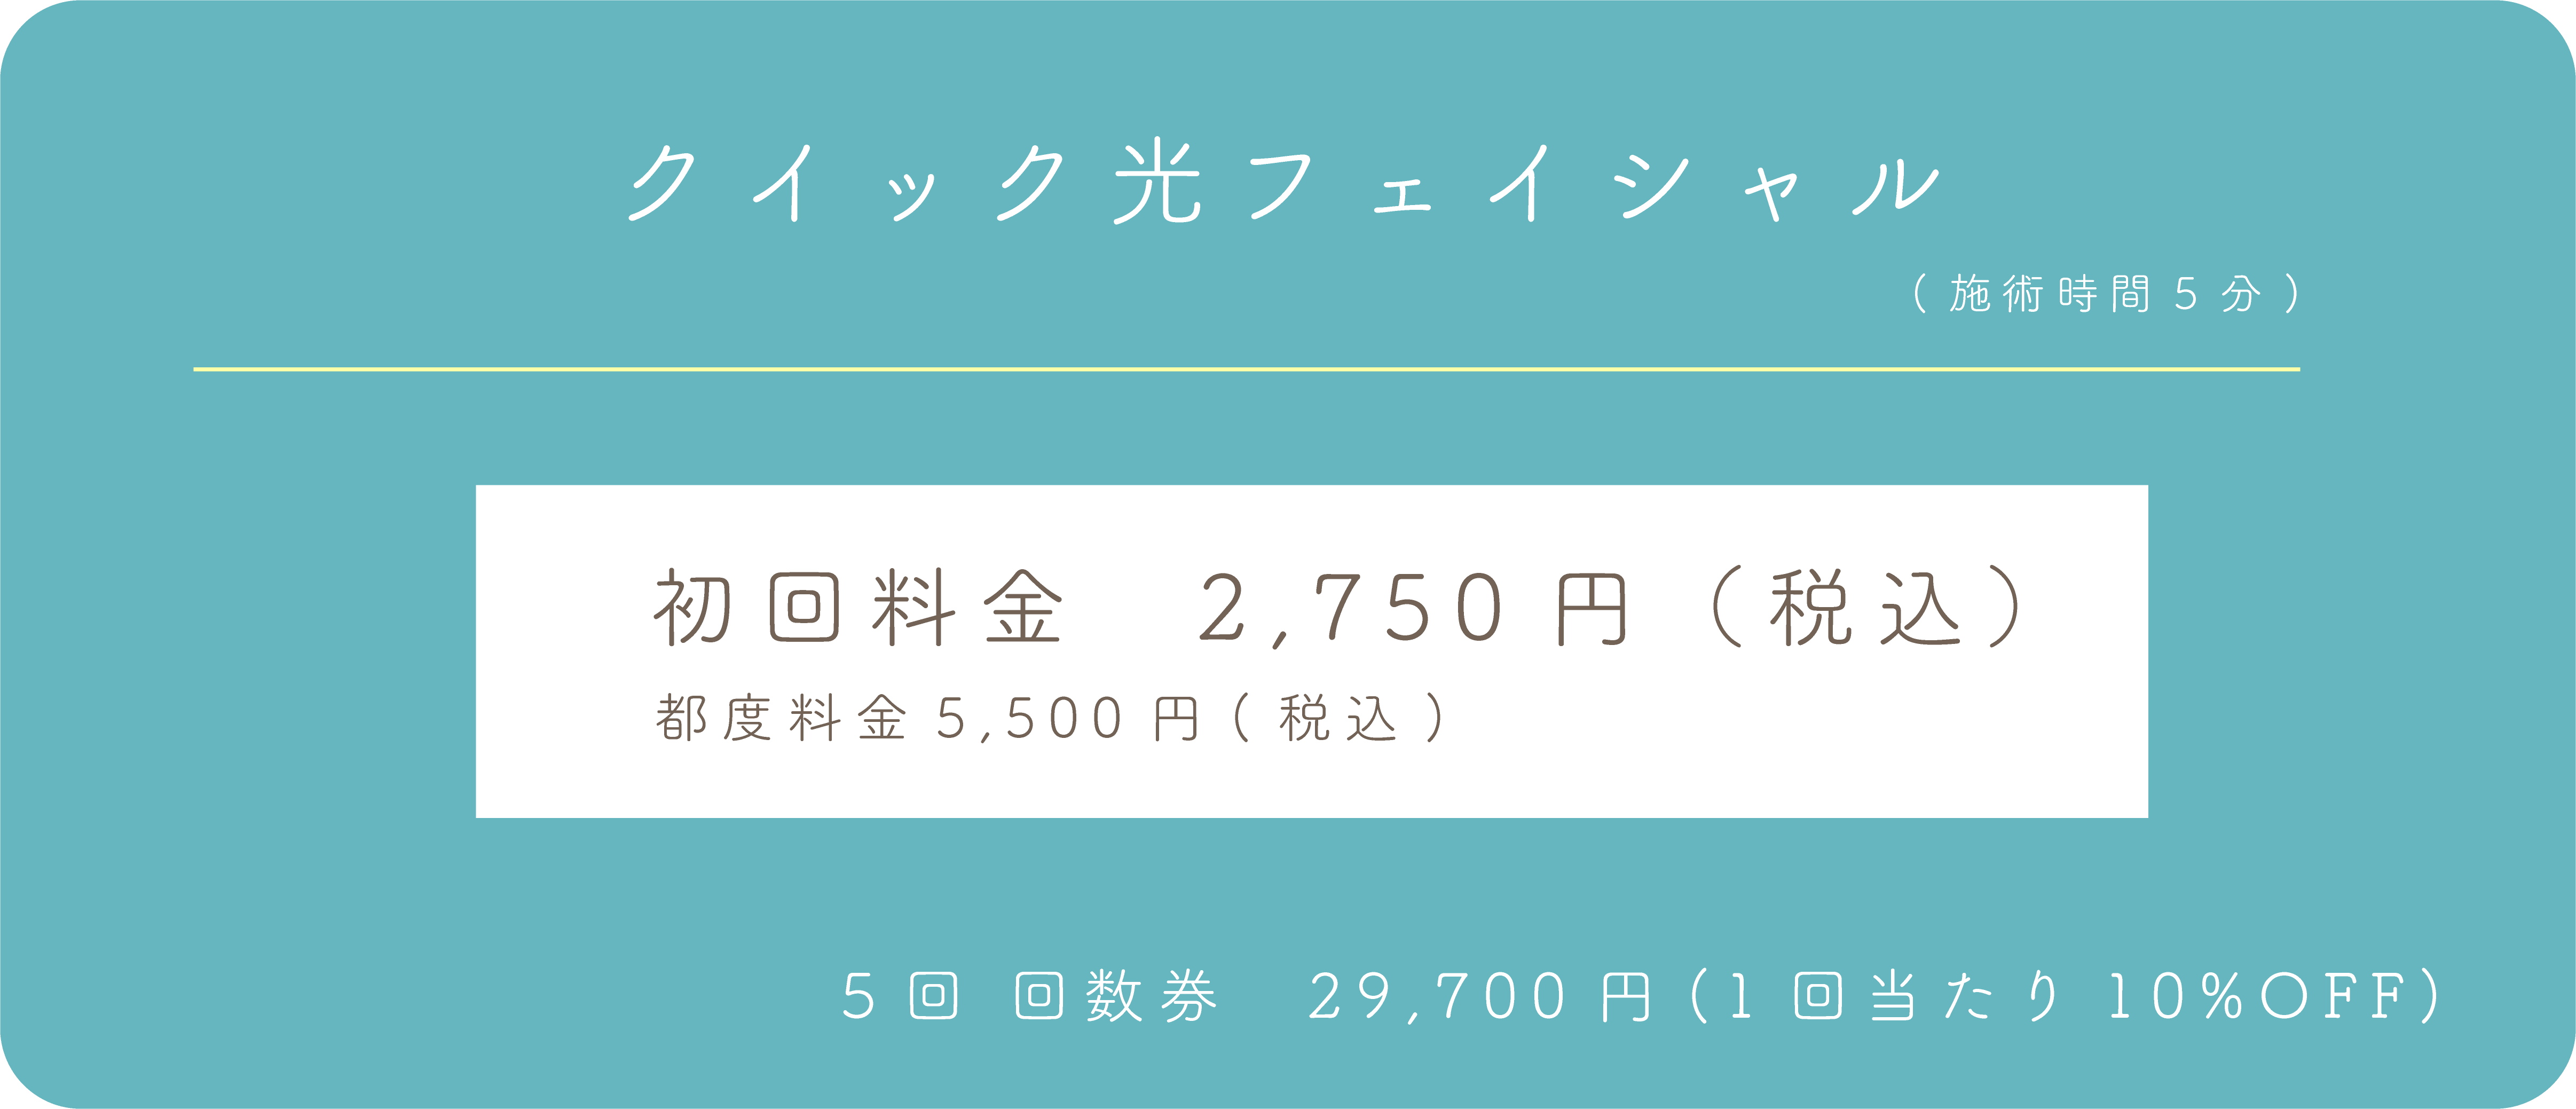 クイック光フェイシャル
(施術時間5分)
初回料金　2,750円（税込）
都度料金5,500円(税込)
5回 回数券　29,700円(1回当たり10%OFF)